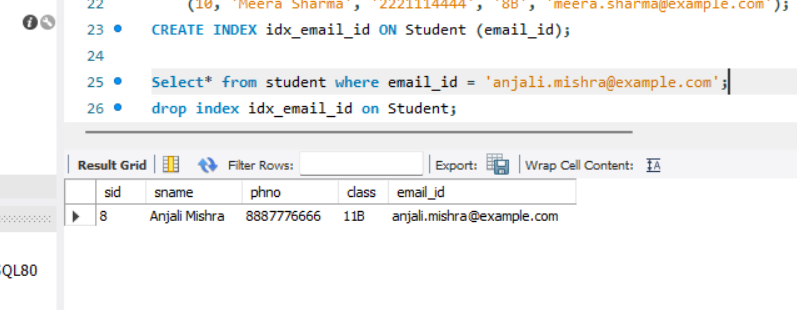 22 (10, 'Meera Sharma', '2221114444', '8B', 'meera.sharma@example.com');
23 CREATE INDEX idx_email_id ON Student (email_id);
24
25 Select* from student where email_id = 'anjali.mishra@example.com';
26 drop index idx_email_id on Student;
Result Grid Filter Rows: Export: Wrap Cell Content: IA
sid sname phno class email_id
8 Anjali Mishra 8887776666 11B anjali.mishra@example.com
SQL80